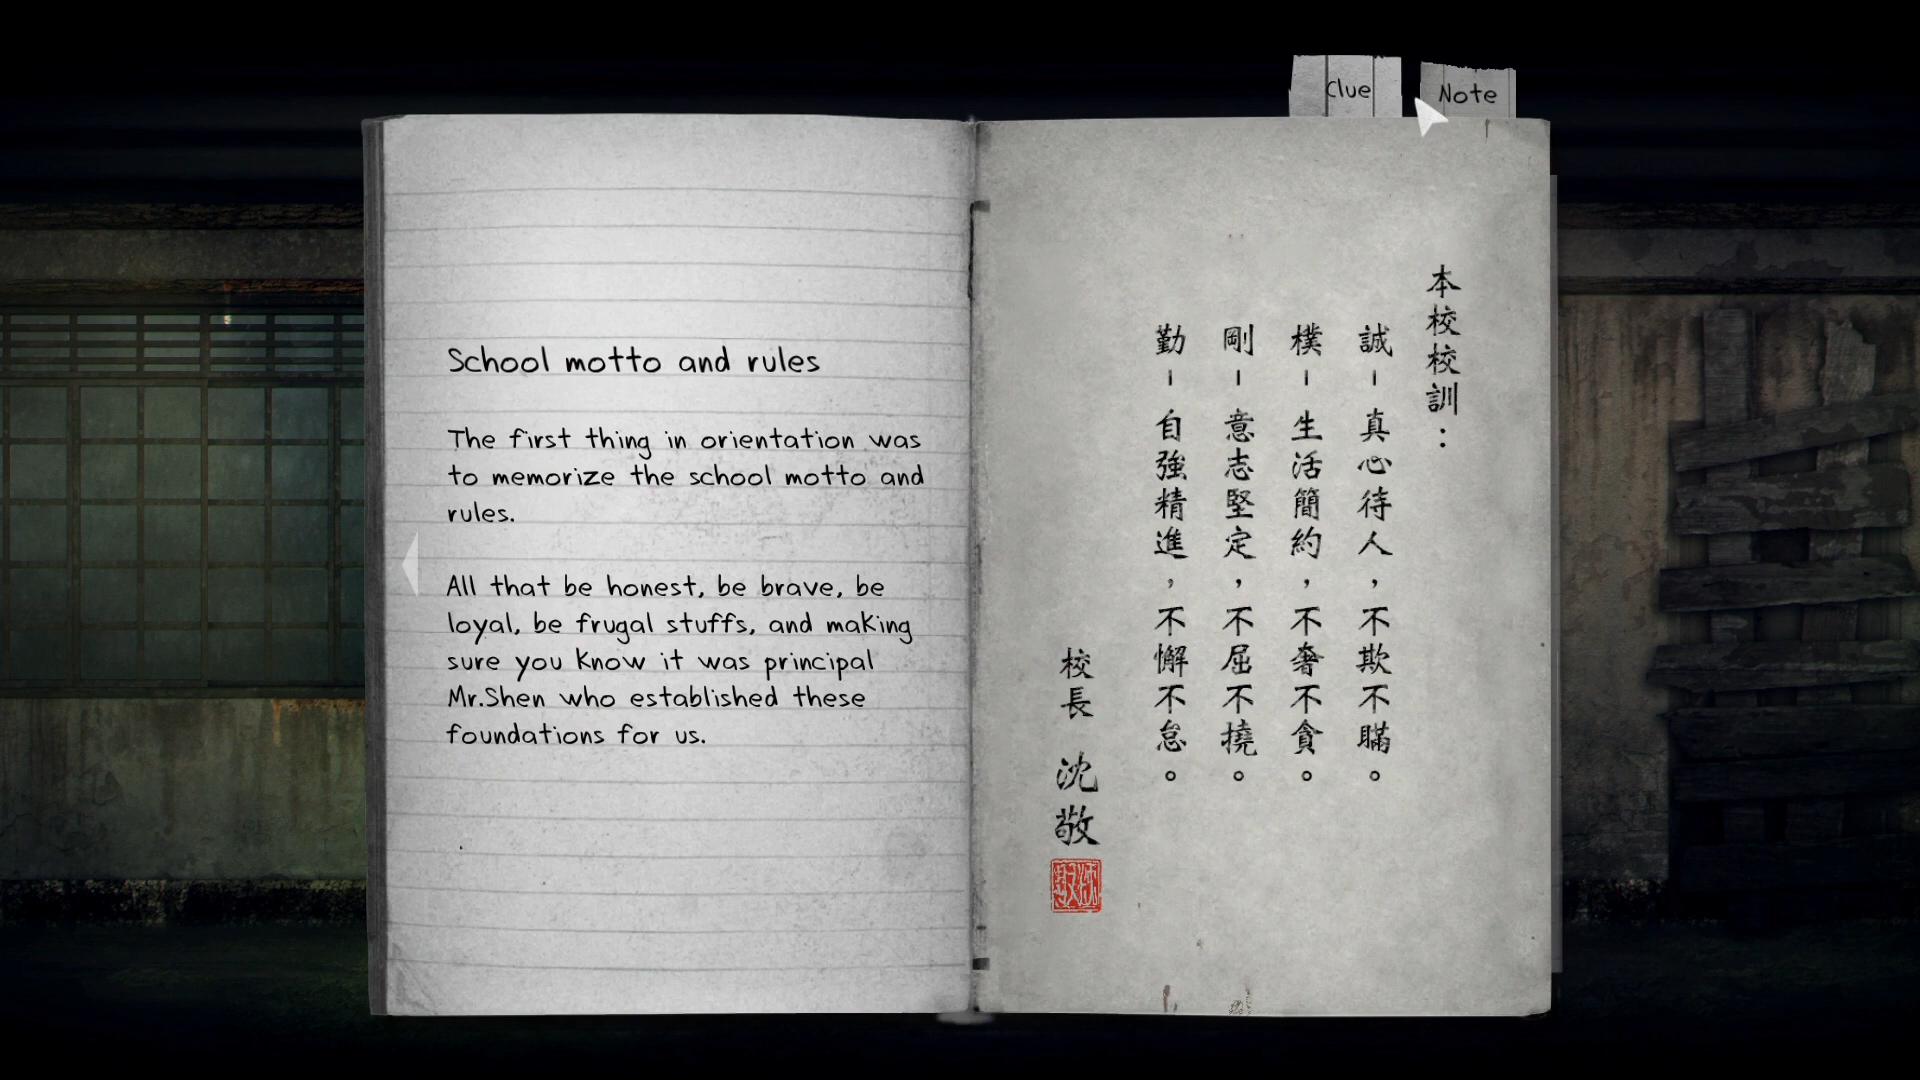 Clue
Note
School motto and rules
The first thing in orientation was
to memorize the school motto and
rules.
All that be honest, be brave, be
loyal, be frugal stuffs, and making
sure you know it was principal
Mr.Shen who established these
foundations for us.
本校校訓：
誠－真心待人，不欺不瞞。
樸－生活簡約，不奢不貪。
剛－意志堅定，不屈不撓。
勤－自強精進，不懈不怠。
校長 沈敬